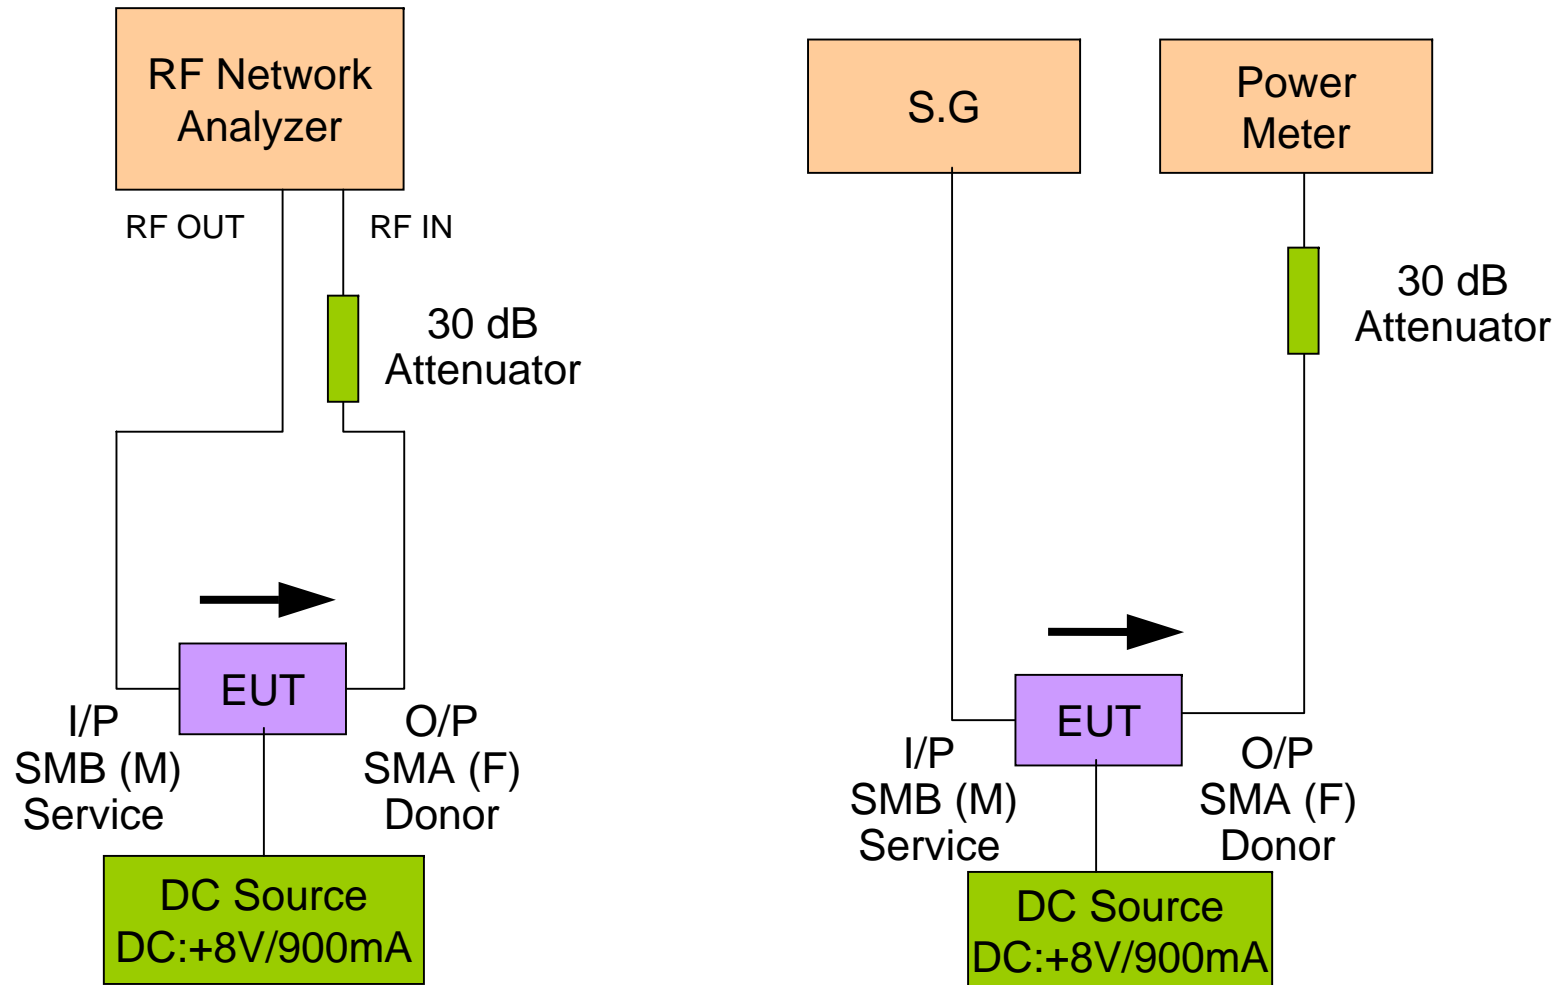 RF Network
Analyzer
RF OUT
RF IN
30 dB
Attenuator
EUT
I/P
SMB (M)
Service
O/P
SMA (F)
Donor
DC Source
DC:+8V/900mA
S.G
Power
Meter
30 dB
Attenuator
EUT
I/P
SMB (M)
Service
O/P
SMA (F)
Donor
DC Source
DC:+8V/900mA